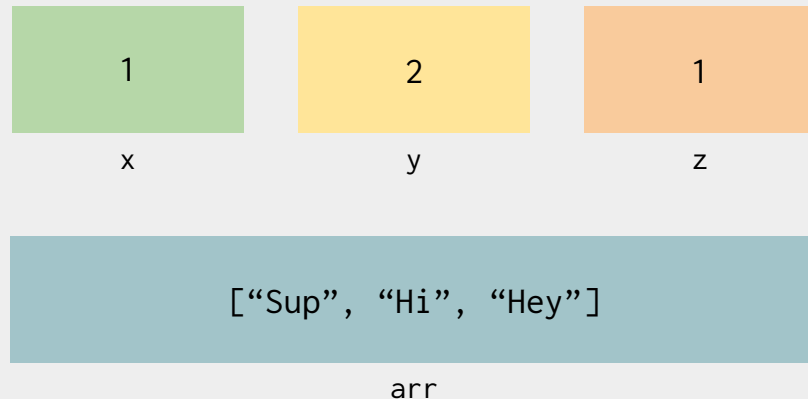 1 2 1
x y z
[“Sup”, “Hi”, “Hey”]
arr